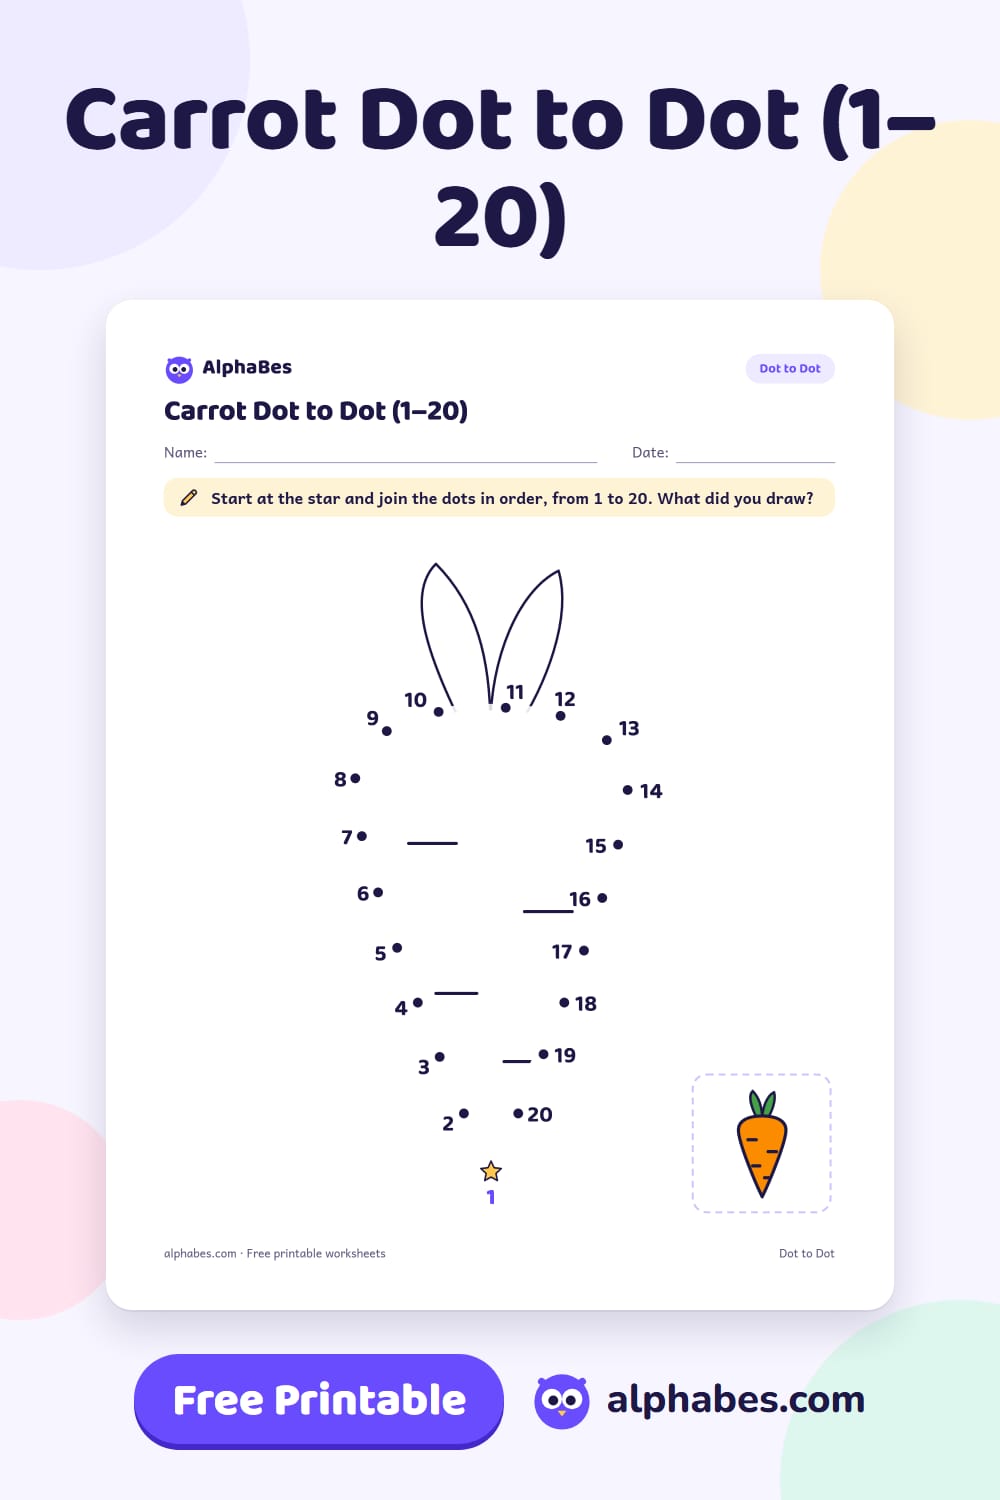 Carrot Dot to Dot (1–
20)
AlphaBes
Dot to Dot
Carrot Dot to Dot (1–20)
Name:
Date:
Start at the star and join the dots in order, from 1 to 20. What did you draw?
11
10
12
9
13
8
14
7
15
6
16
5
17
4
18
3
19
2
20
1
alphabes.com · Free printable worksheets
Dot to Dot
Free Printable
alphabes.com